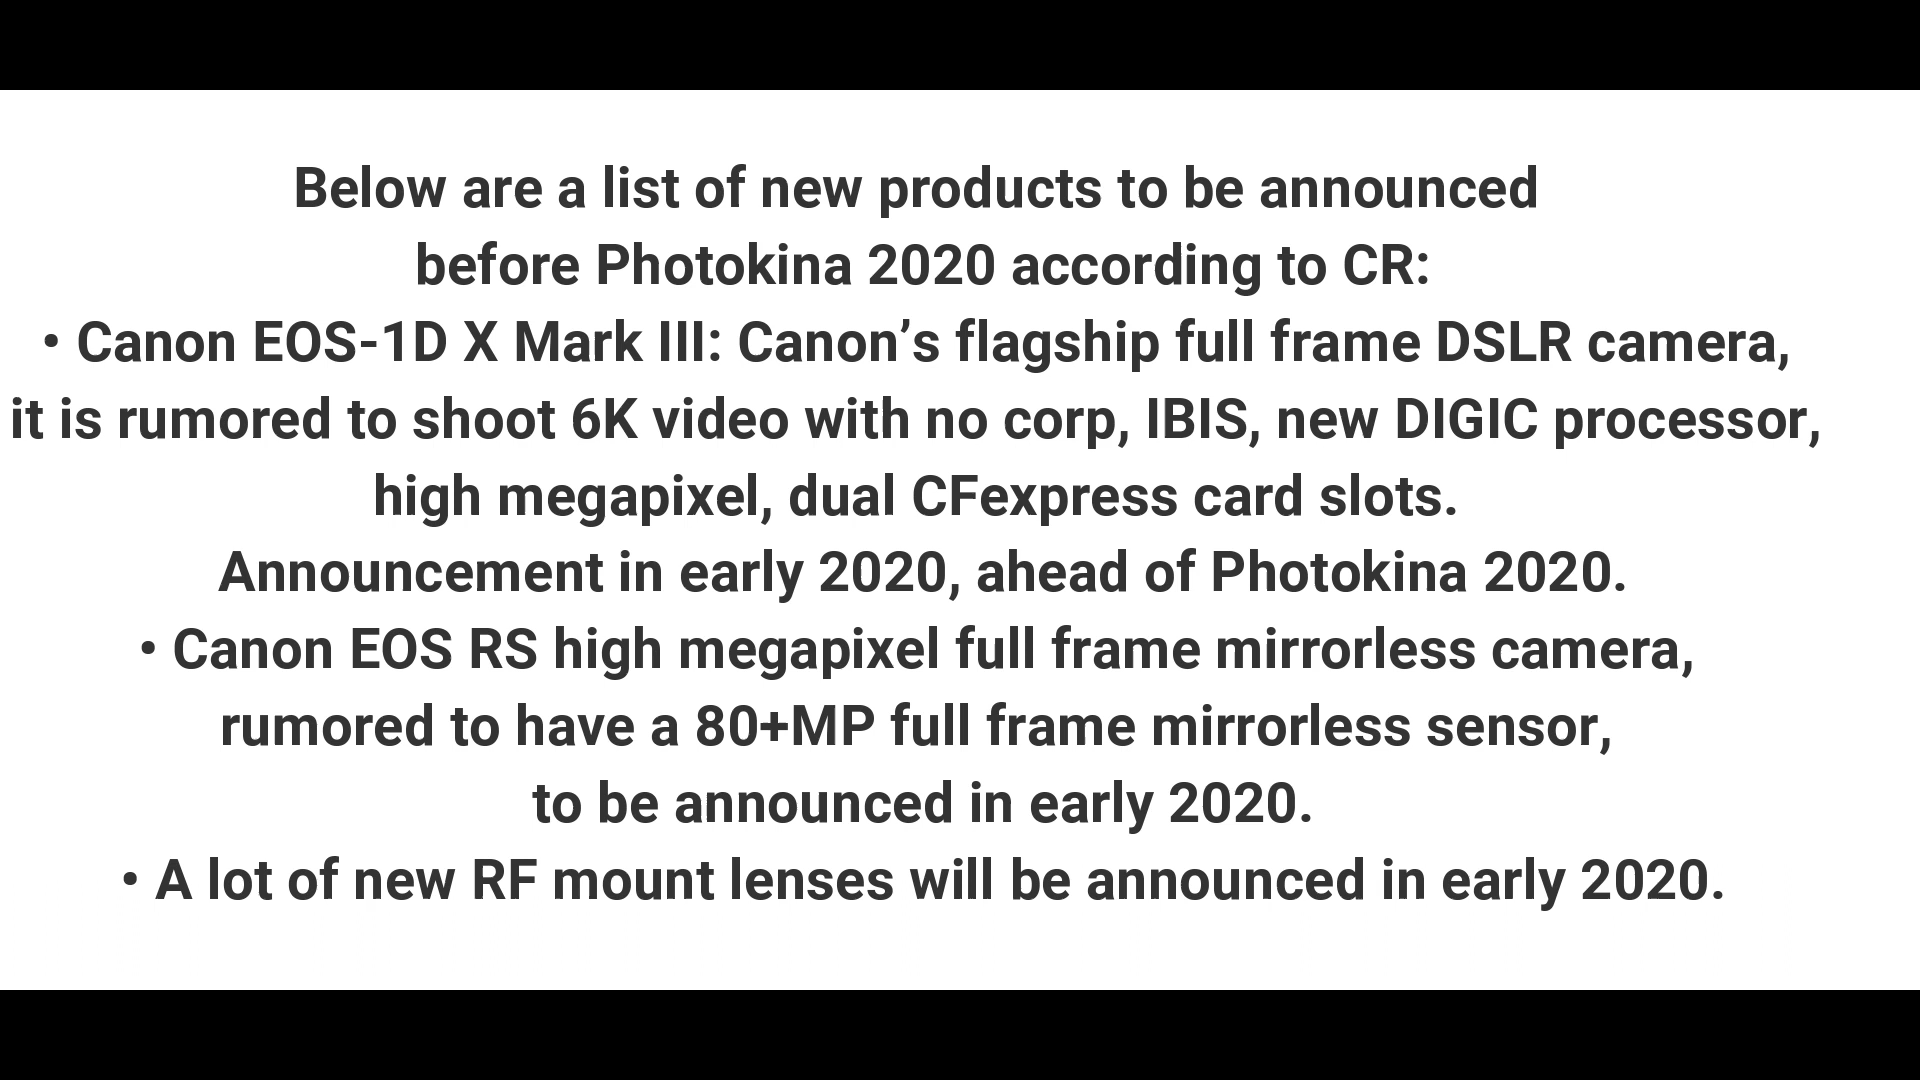 Below are a list of new products to be announced
before Photokina 2020 according to CR:
• Canon EOS-1D X Mark III: Canon’s flagship full frame DSLR camera,
it is rumored to shoot 6K video with no corp, IBIS, new DIGIC processor,
high megapixel, dual CFexpress card slots.
Announcement in early 2020, ahead of Photokina 2020.
• Canon EOS RS high megapixel full frame mirrorless camera,
rumored to have a 80+MP full frame mirrorless sensor,
to be announced in early 2020.
• A lot of new RF mount lenses will be announced in early 2020.